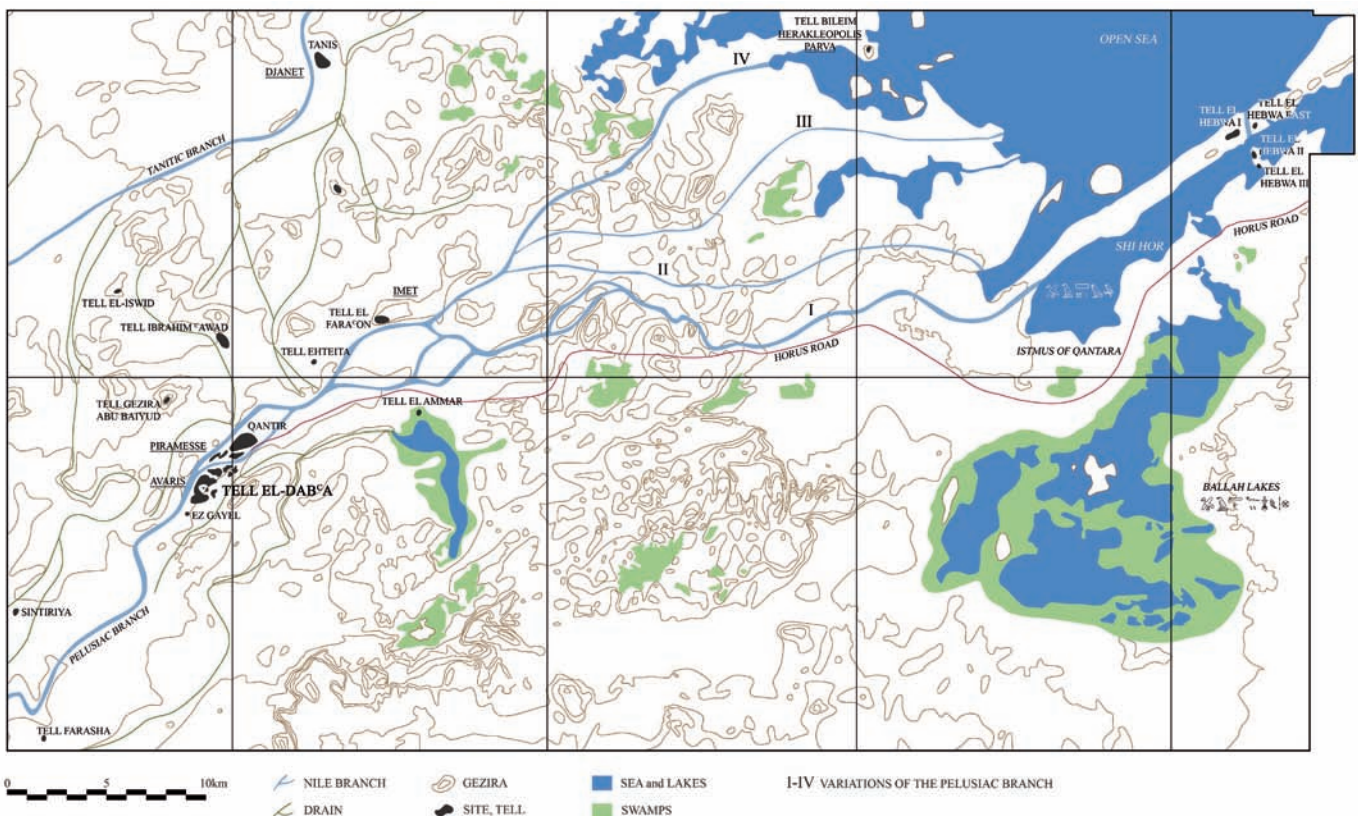 TELL BILEIM
HERAKLEOPOLIS
PARVA
OPEN SEA
TANIS
DJANET
IV
III
TELL EL
HEBWA I
TELL EL
HEBWA EAST
TELL EL
HEBWA II
TELL EL
HEBWA III
TANITIC BRANCH
HORUS ROAD
SHI HOR
II
IMET
TELL EL-ISWID
TELL EL
FARAᶜON
I
TELL IBRAHIM ᶜAWAD
HORUS ROAD
ISTMUS OF QANTARA
TELL EHTEITA
TELL GEZIRA
ABU BAIYUD
TELL EL AMMAR
QANTIR
PIRAMESSE
AVARIS
TELL EL-DABᶜA
BALLAH LAKES
EZ GAYEL
SINTIRIYA
PELUSIAC BRANCH
TELL FARASHA
0 5 10km
NILE BRANCH
GEZIRA
SEA and LAKES
I-IV VARIATIONS OF THE PELUSIAC BRANCH
DRAIN
SITE, TELL
SWAMPS